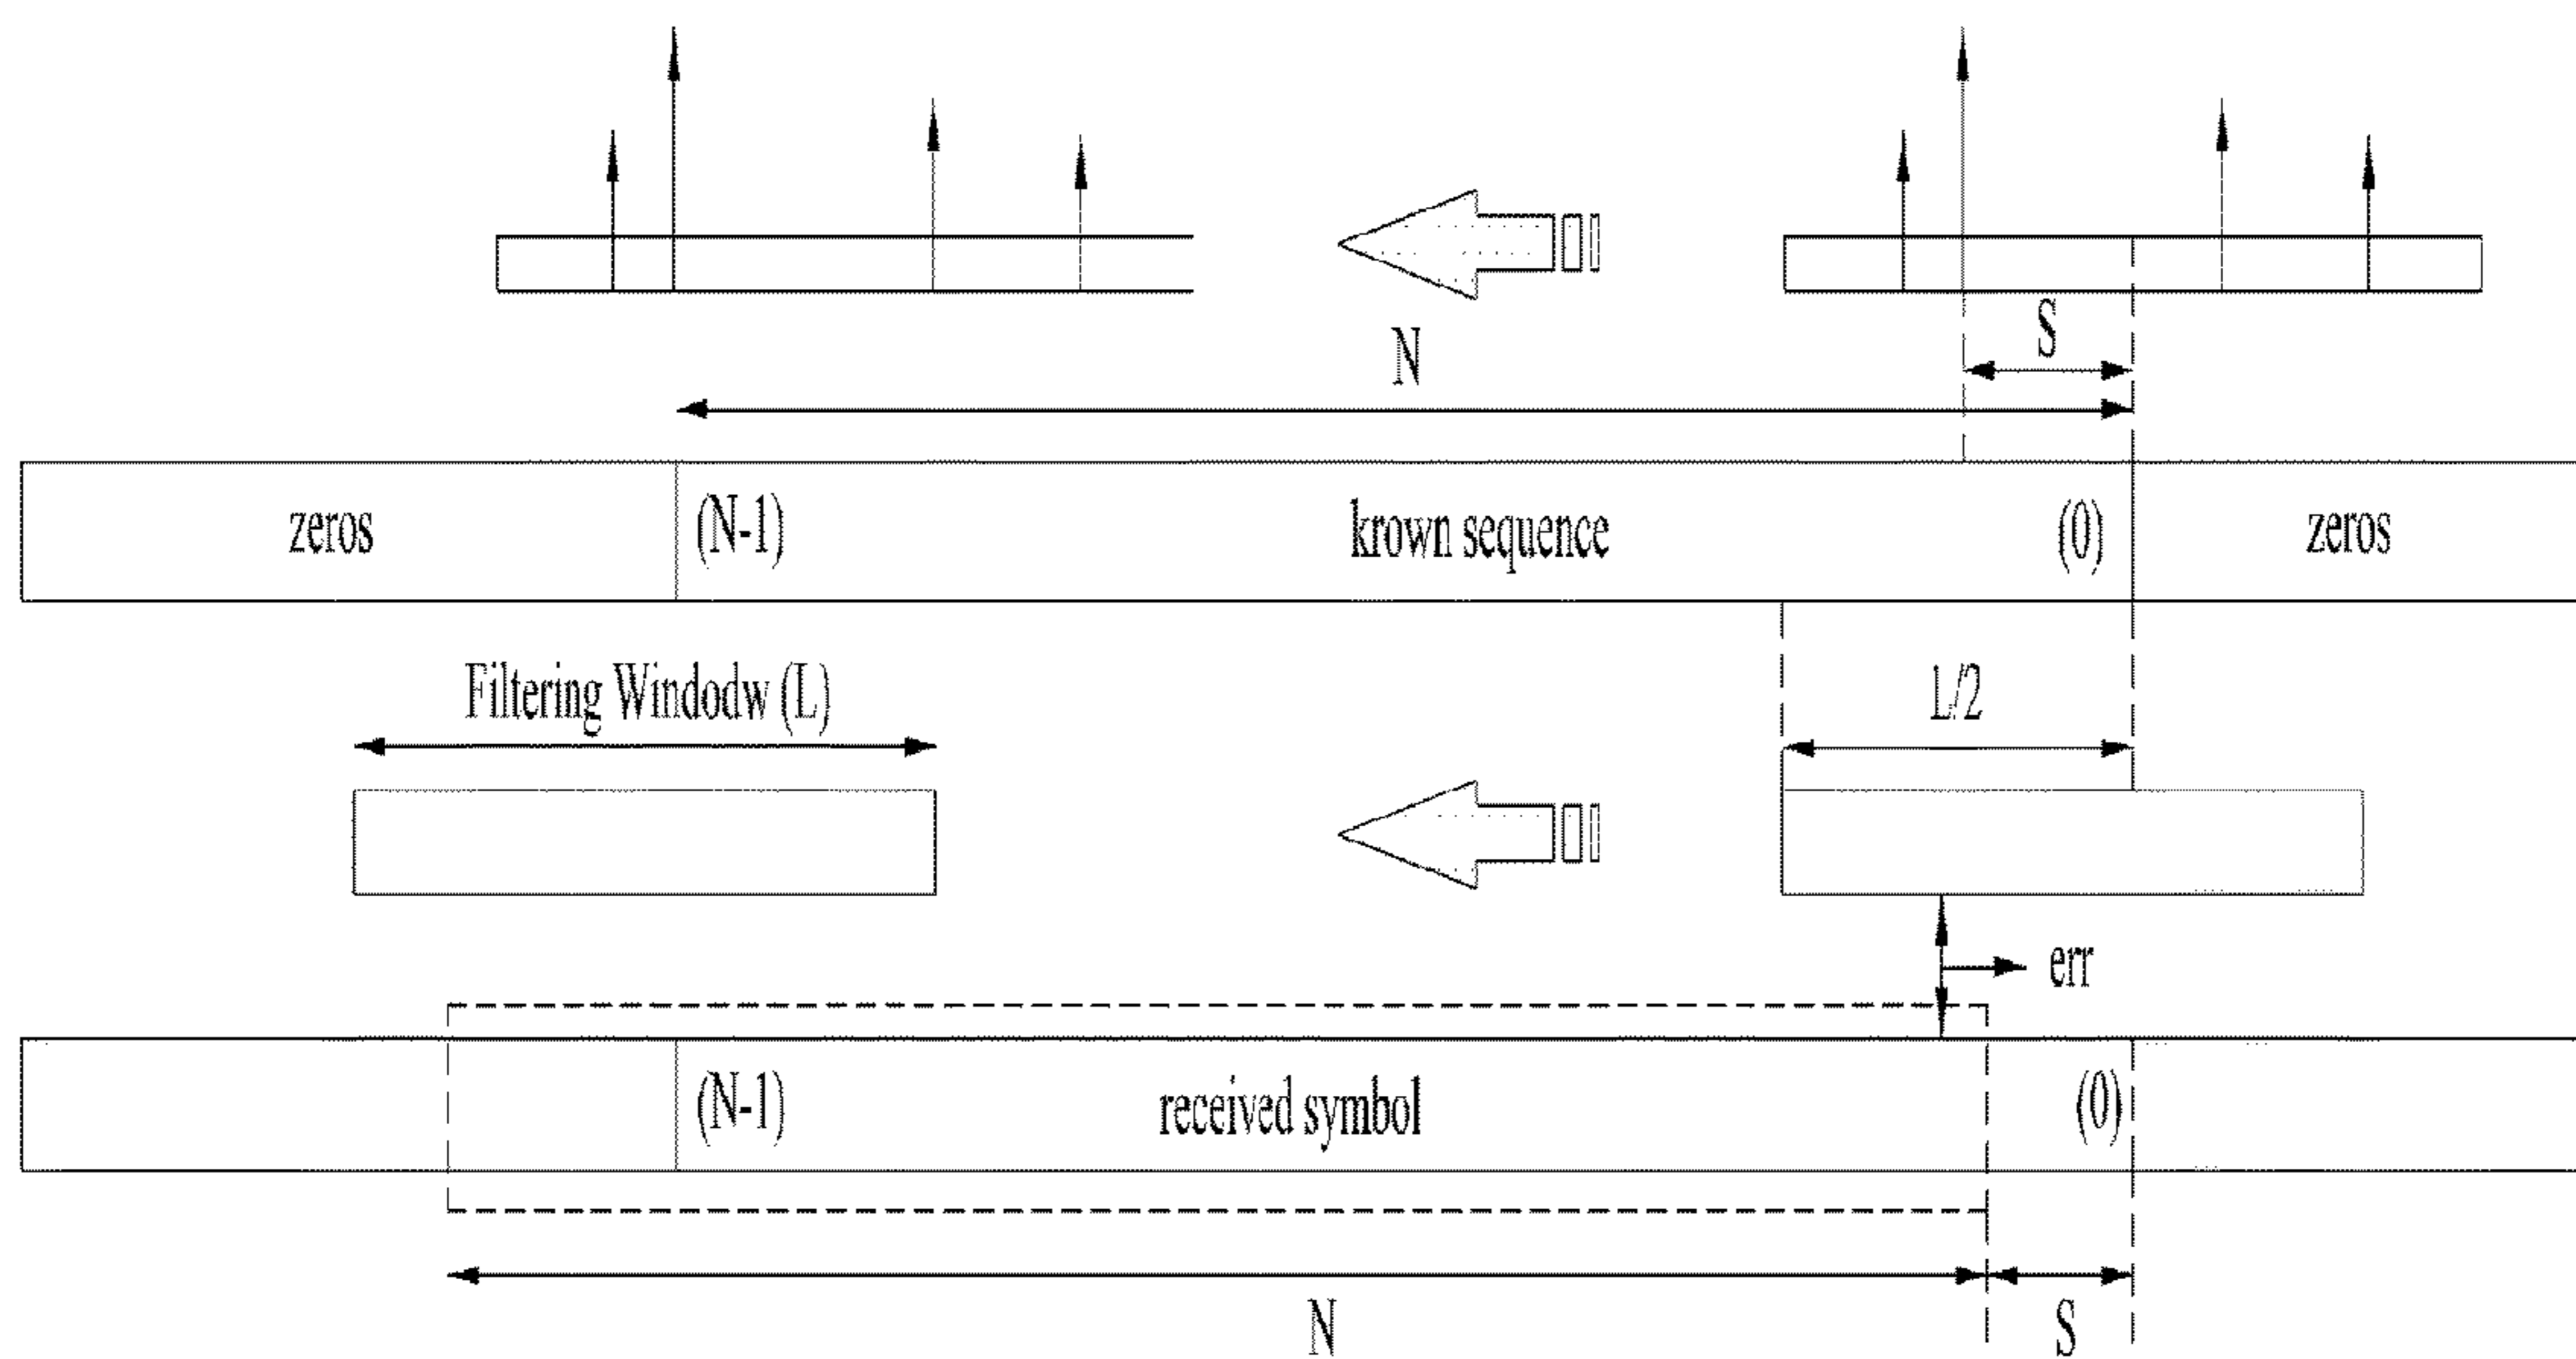 S
N
zeros (N-1) krown sequence (0) zeros
Filtering Windodw (L) L/2
err
(N-1) received symbol (0)
N S